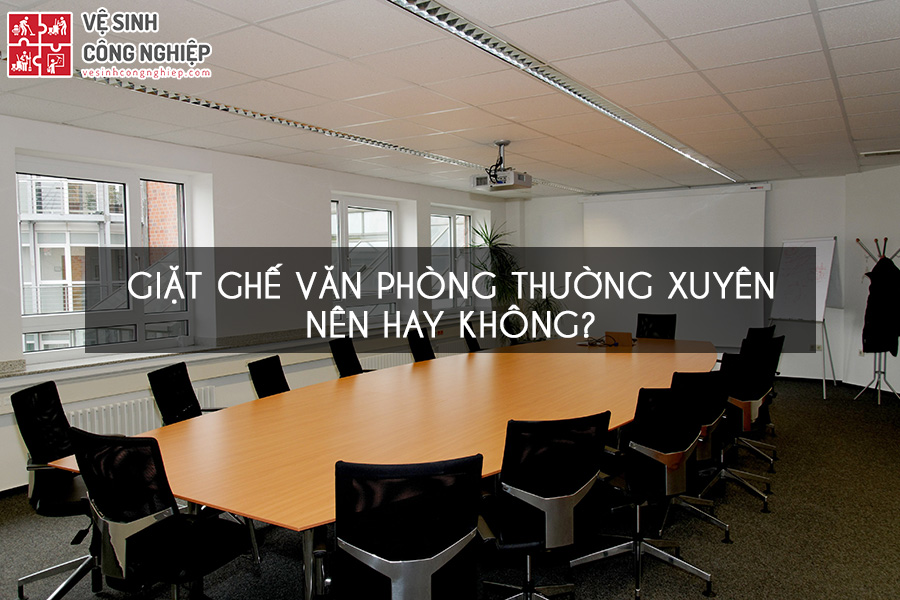 VỆ SINH
CÔNG NGHIỆP
vesinhcongnghiep.com
GIẶT GHẾ VĂN PHÒNG THƯỜNG XUYÊN
NÊN HAY KHÔNG?